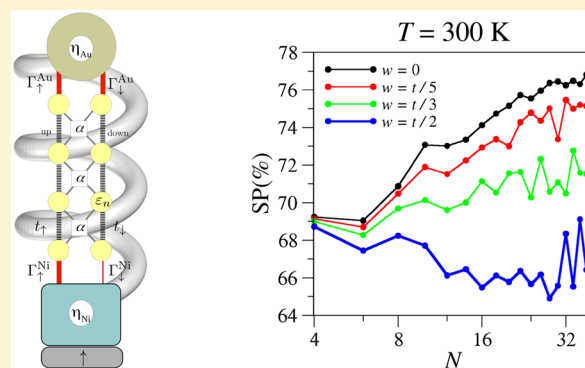 η_Au
Γ↑^Au Γ↓^Au
up α down
α
ε_n
t↑ α t↓
Γ↑^Ni Γ↓^Ni
η_Ni
↑
T = 300 K
78
76
74
72
70
68
66
64
SP(%)
w = 0
w = t/5
w = t/3
w = t/2
4 8 16 32
N